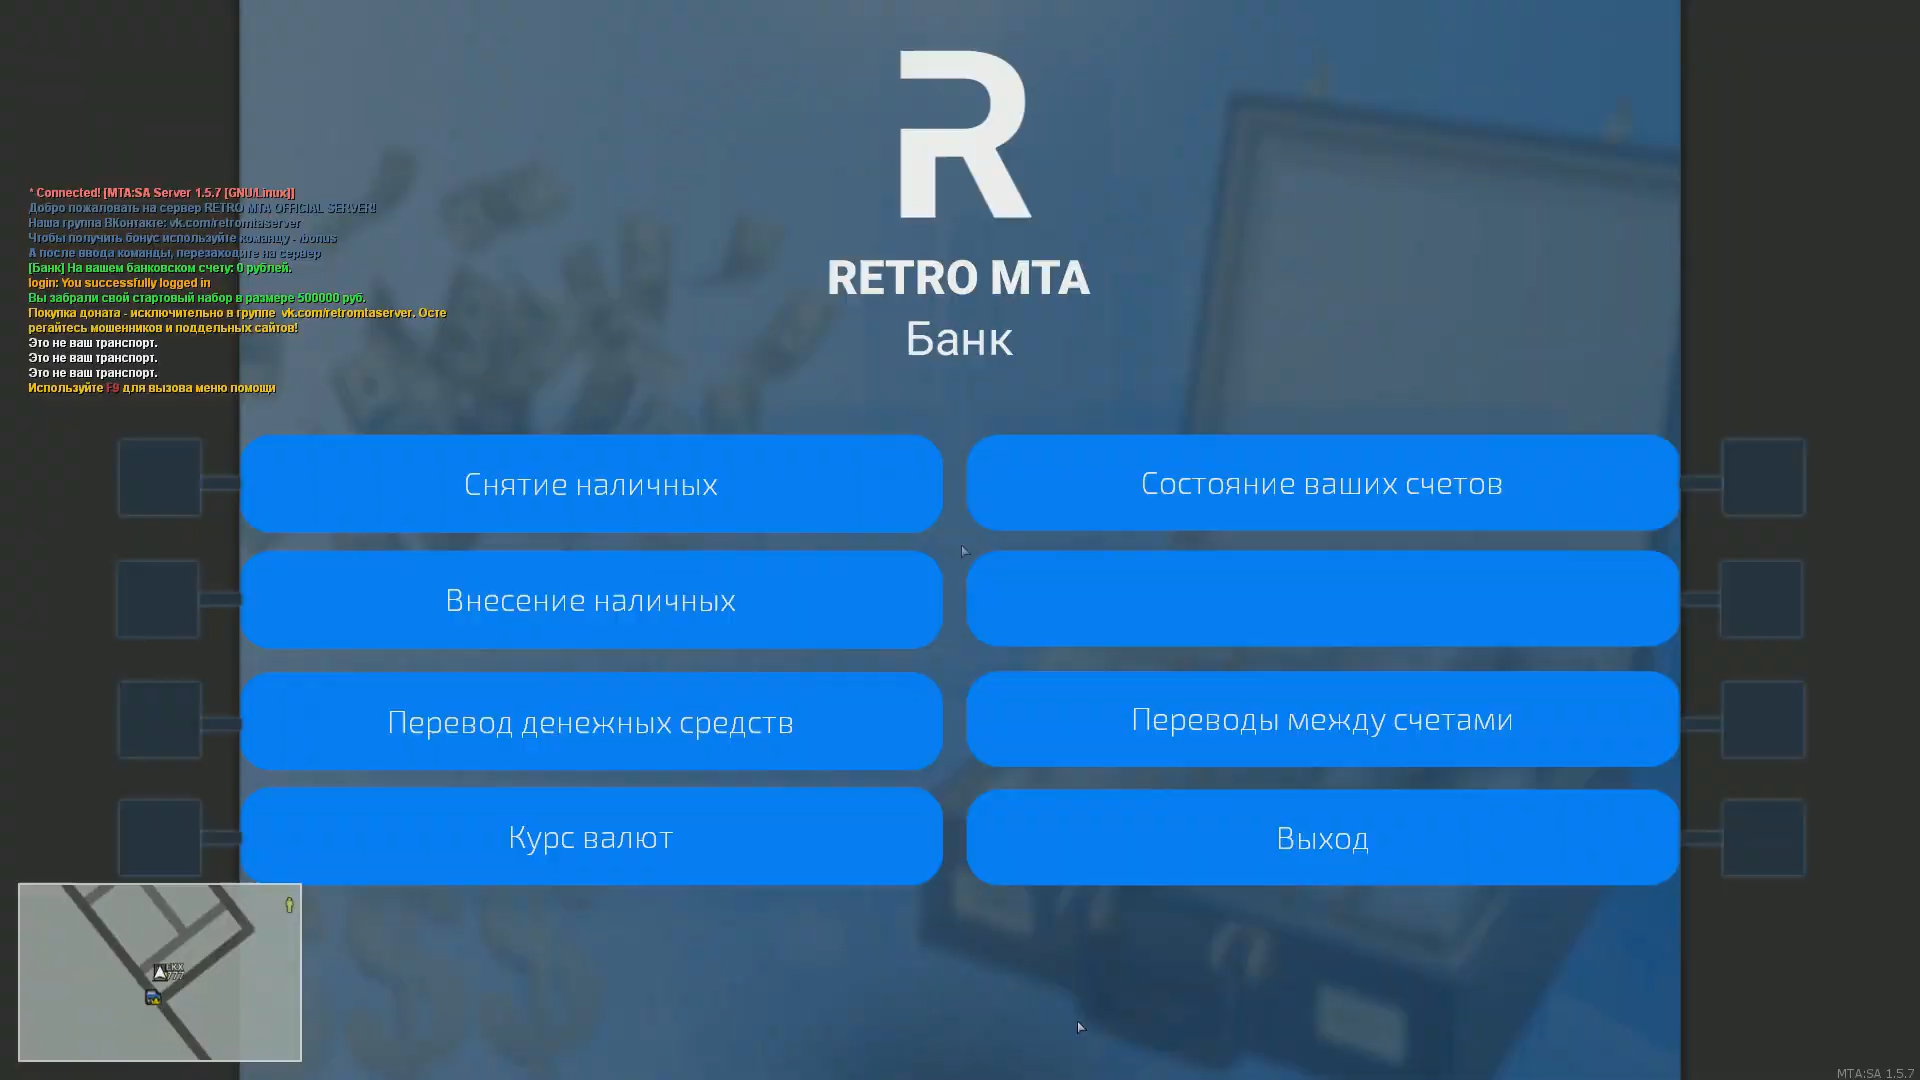 R
RETRO MTA
Банк
* Connected! [MTA:SA Server 1.5.7 [GNU/Linux]]
Добро пожаловать на сервер RETRO MTA OFFICIAL SERVER!
Наша группа ВКонтакте: vk.com/retromtaserver
Чтобы получить бонус используйте команду - /bonus
А после ввода команды, перезаходите на сервер
[Банк] На вашем банковском счету: 0 рублей.
login: You successfully logged in
Вы забрали свой стартовый набор в размере 500000 руб.
Покупка доната - исключительно в группе vk.com/retromtaserver. Осте
регайтесь мошенников и поддельных сайтов!
Это не ваш транспорт.
Это не ваш транспорт.
Это не ваш транспорт.
Используйте F9 для вызова меню помощи
Снятие наличных
Состояние ваших счетов
Внесение наличных
Перевод денежных средств
Переводы между счетами
Курс валют
Выход
MTA:SA 1.5.7